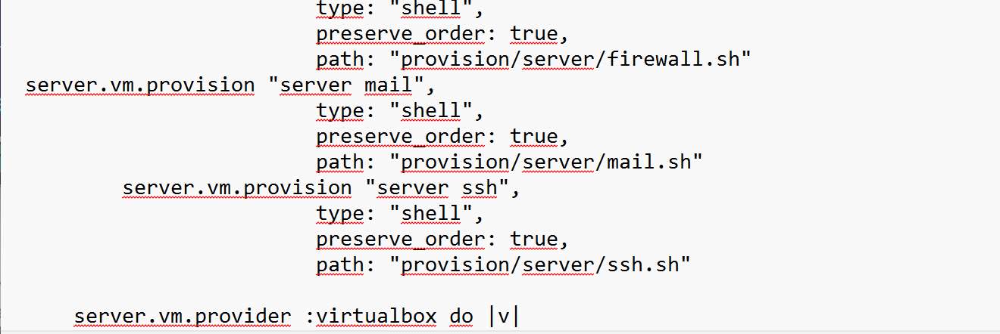 type: "shell",
preserve_order: true,
path: "provision/server/firewall.sh"
server.vm.provision "server mail",
type: "shell",
preserve_order: true,
path: "provision/server/mail.sh"
server.vm.provision "server ssh",
type: "shell",
preserve_order: true,
path: "provision/server/ssh.sh"
server.vm.provider :virtualbox do |v|